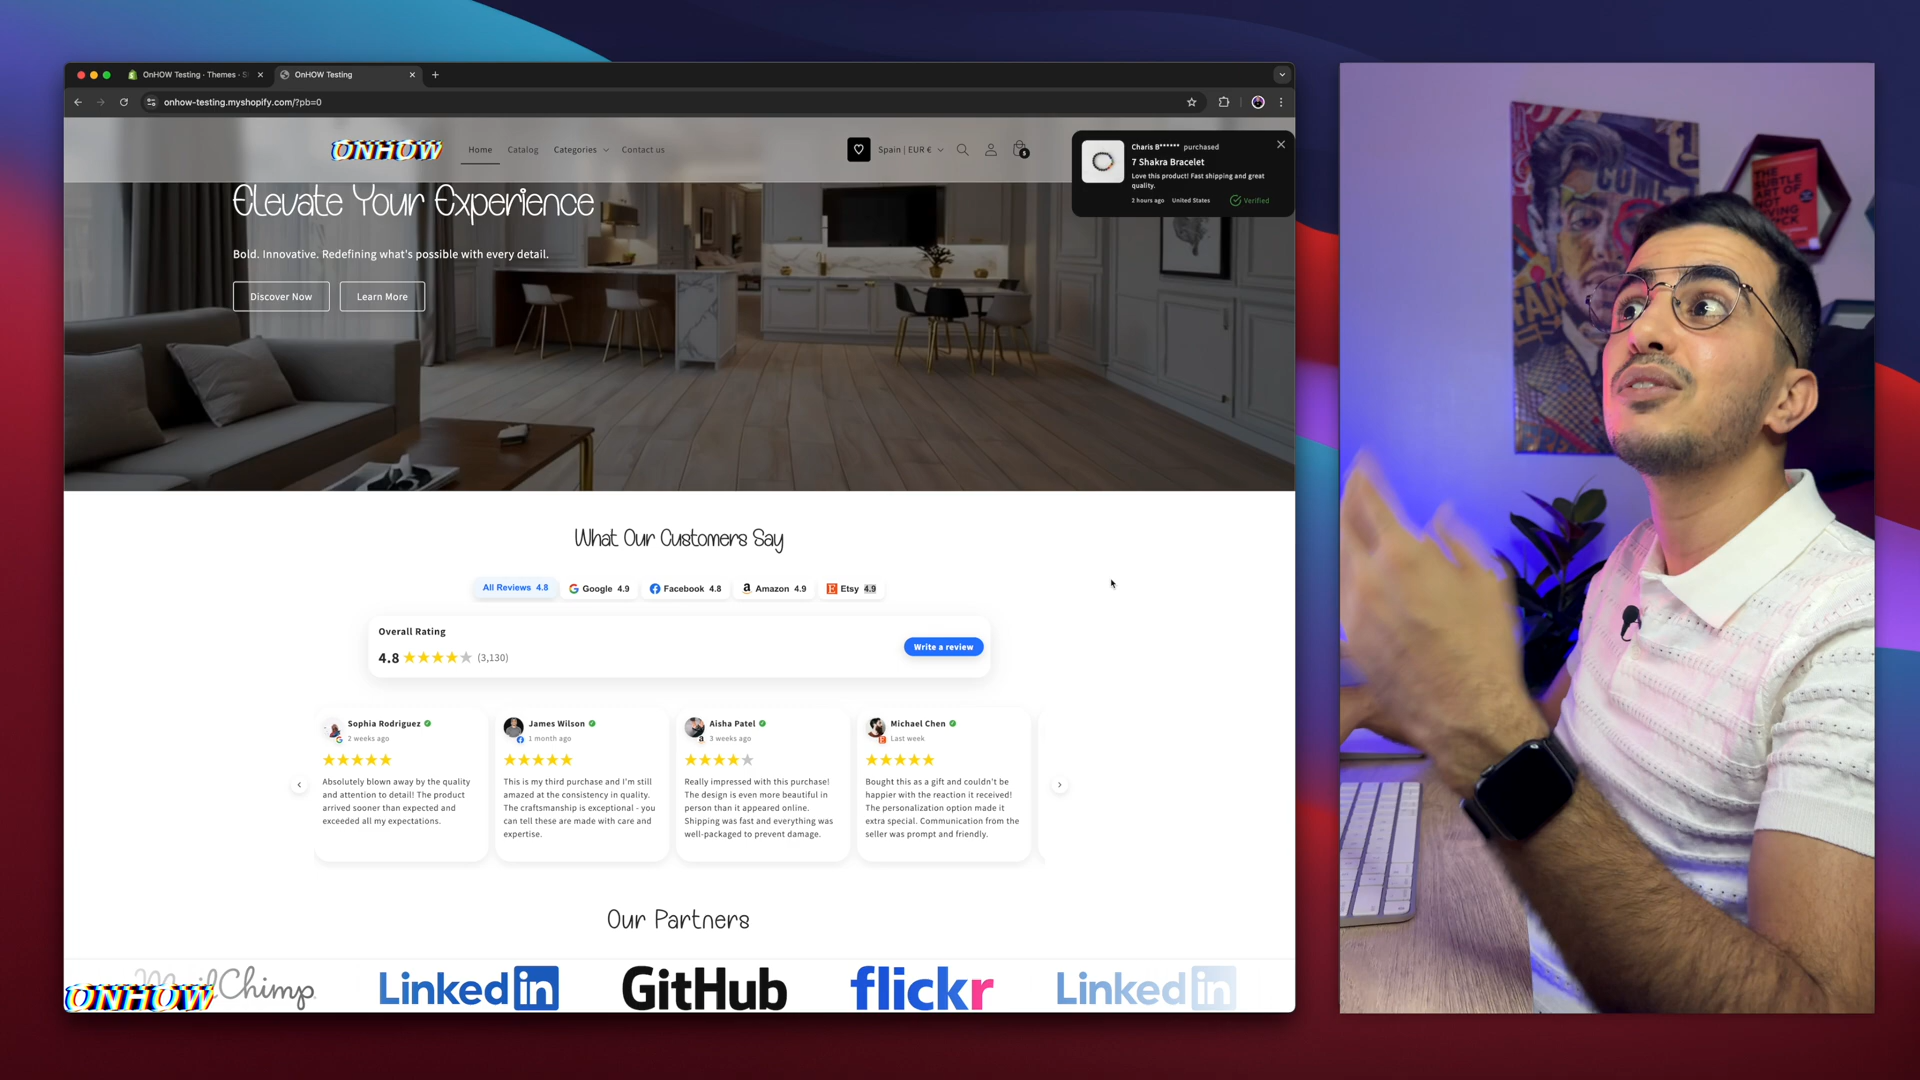 OnHOW Testing · Themes · S
OnHOW Testing
onhow-testing.myshopify.com/?pb=0
ONHOW
Home
Catalog
Categories
Contact us
Spain | EUR €
5
Charis B****** purchased
7 Shakra Bracelet
Love this product! Fast shipping and great
quality.
2 hours ago United States Verified
Elevate Your Experience
Bold. Innovative. Redefining what's possible with every detail.
Discover Now
Learn More
What Our Customers Say
All Reviews 4.8
Google 4.9
Facebook 4.8
Amazon 4.9
Etsy 4.9
Overall Rating
4.8 (3,130)
Write a review
Sophia Rodriguez
2 weeks ago
Absolutely blown away by the quality
and attention to detail! The product
arrived sooner than expected and
exceeded all my expectations.
James Wilson
1 month ago
This is my third purchase and I'm still
amazed at the consistency in quality.
The craftsmanship is exceptional - you
can tell these are made with care and
expertise.
Aisha Patel
3 weeks ago
Really impressed with this purchase!
The design is even more beautiful in
person than it appeared online.
Shipping was fast and everything was
well-packaged to prevent damage.
Michael Chen
Last week
Bought this as a gift and couldn't be
happier with the reaction it received!
The personalization option made it
extra special. Communication from the
seller was prompt and friendly.
Our Partners
MailChimp
LinkedIn
GitHub
flickr
LinkedIn
ONHOW
THE
SUBTLE
ART OF
NOT
GIVING